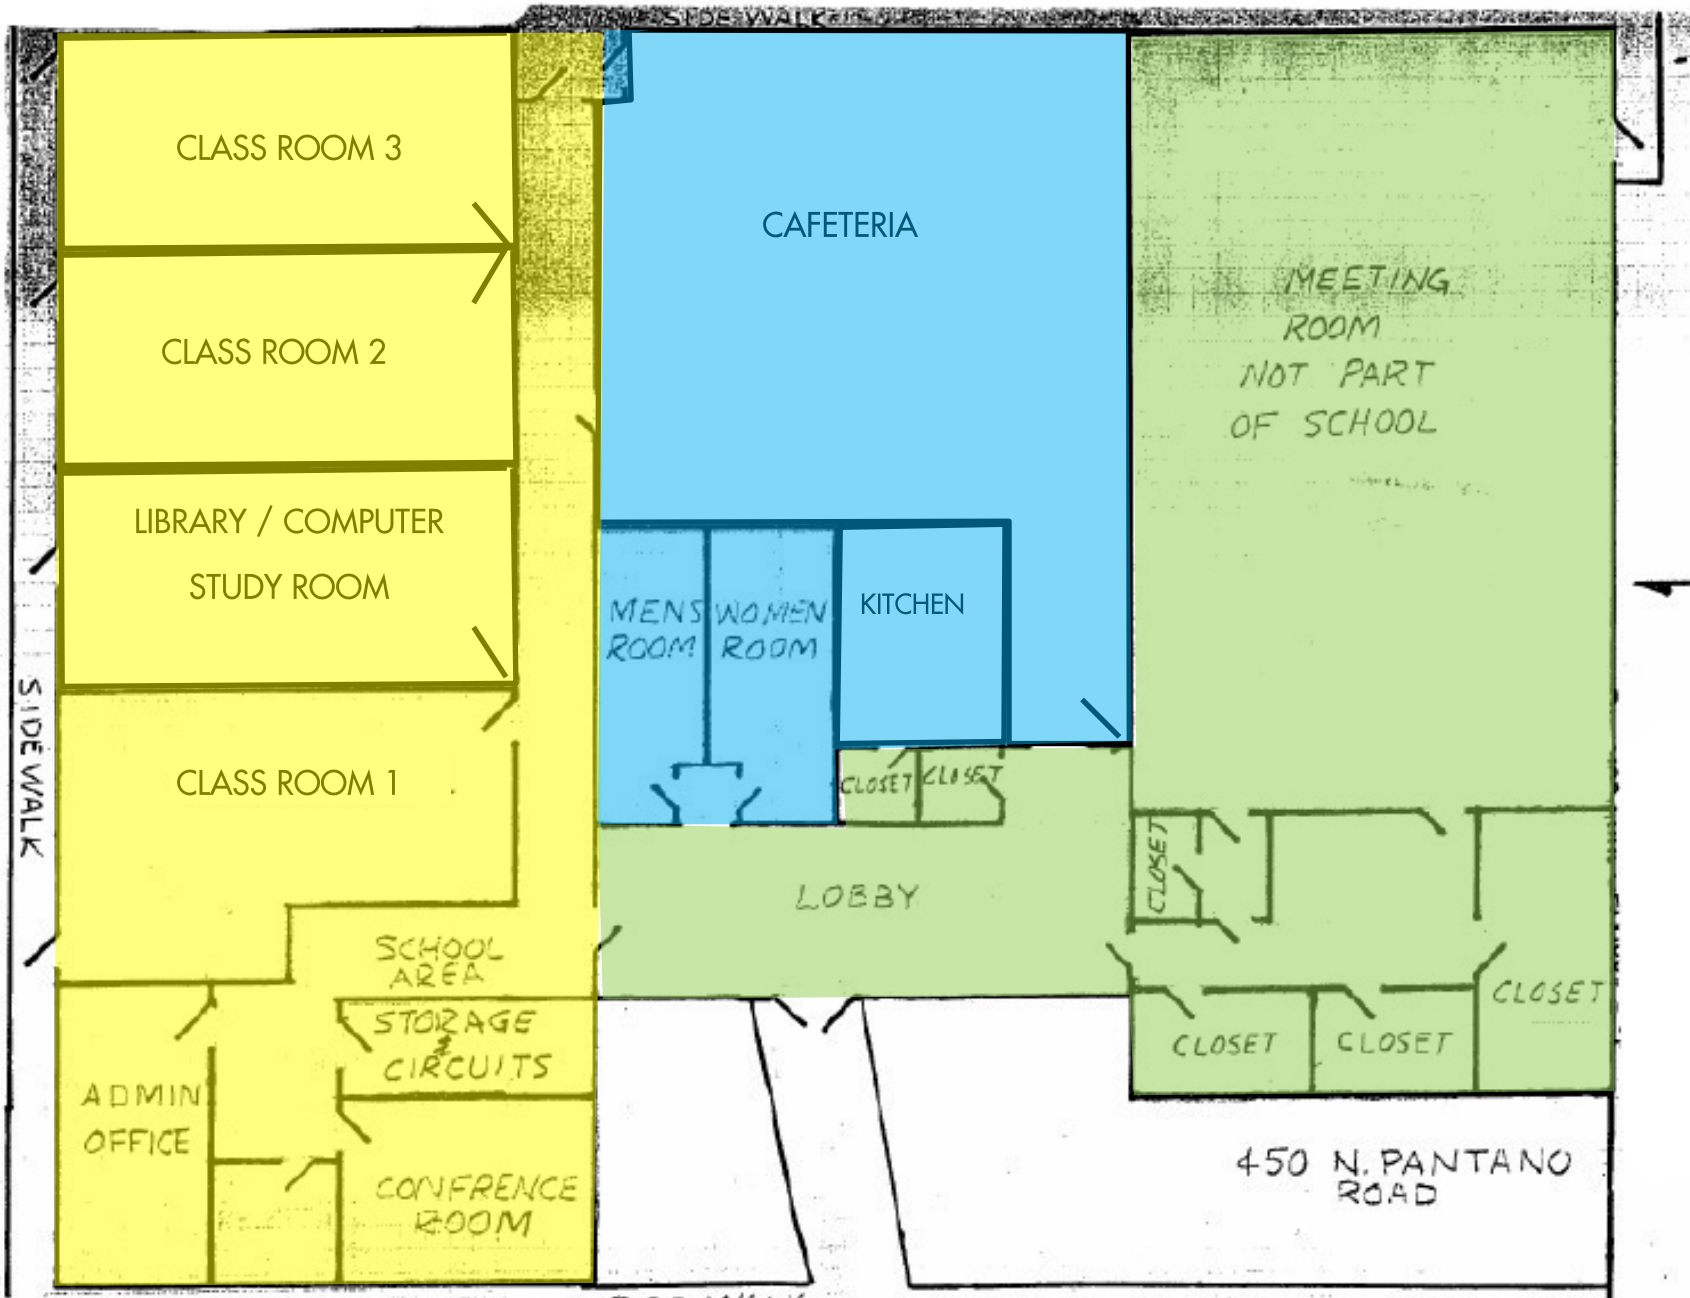 SIDE WALK
CLASS ROOM 3
CAFETERIA
MEETING
ROOM
NOT PART
OF SCHOOL
CLASS ROOM 2
LIBRARY / COMPUTER
STUDY ROOM
MENS
ROOM
WOMEN
ROOM
KITCHEN
SIDEWALK
CLASS ROOM 1
CLOSET
CLOSET
CLOSET
LOBBY
SCHOOL
AREA
STORAGE
&
CIRCUITS
CLOSET
CLOSET
CLOSET
ADMIN
OFFICE
CONFRENCE
ROOM
450 N. PANTANO
ROAD